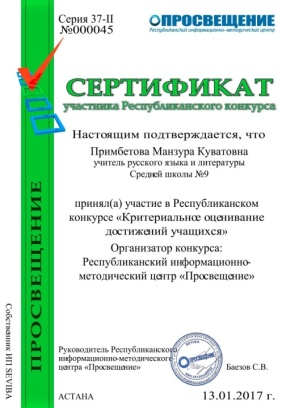 Серия 37-II
№000045
ПРОСВЕЩЕНИЕ
Республиканский информационно-методический центр
СЕРТИФИКАТ
участника Республиканского конкурса
Настоящим подтверждается, что
Примбетова Манзура Куватовна
учитель русского языка и литературы
Средней школы №9
принял(а) участие в Республиканском
конкурсе «Критериальное оценивание
достижений учащихся»
Организатор конкурса:
Республиканский информационно-
методический центр «Просвещение»
ПРОСВЕЩЕНИЕ
Собственник ИП SEVIBA
Руководитель Республиканского
информационно-методического
центра «Просвещение»
Баезов С.В.
АСТАНА
13.01.2017 г.